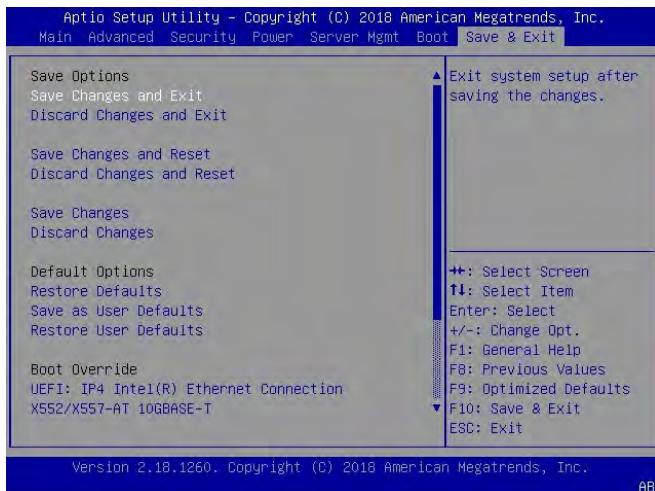 Aptio Setup Utility – Copyright (C) 2018 American Megatrends, Inc.
Main Advanced Security Power Server Mgmt Boot Save & Exit
Save Options
Save Changes and Exit
Discard Changes and Exit
Save Changes and Reset
Discard Changes and Reset
Save Changes
Discard Changes
Default Options
Restore Defaults
Save as User Defaults
Restore User Defaults
Boot Override
UEFI: IP4 Intel(R) Ethernet Connection
X552/X557-AT 10GBASE-T
Exit system setup after
saving the changes.
→←: Select Screen
↑↓: Select Item
Enter: Select
+/-: Change Opt.
F1: General Help
F8: Previous Values
F9: Optimized Defaults
F10: Save & Exit
ESC: Exit
Version 2.18.1260. Copyright (C) 2018 American Megatrends, Inc.
AB